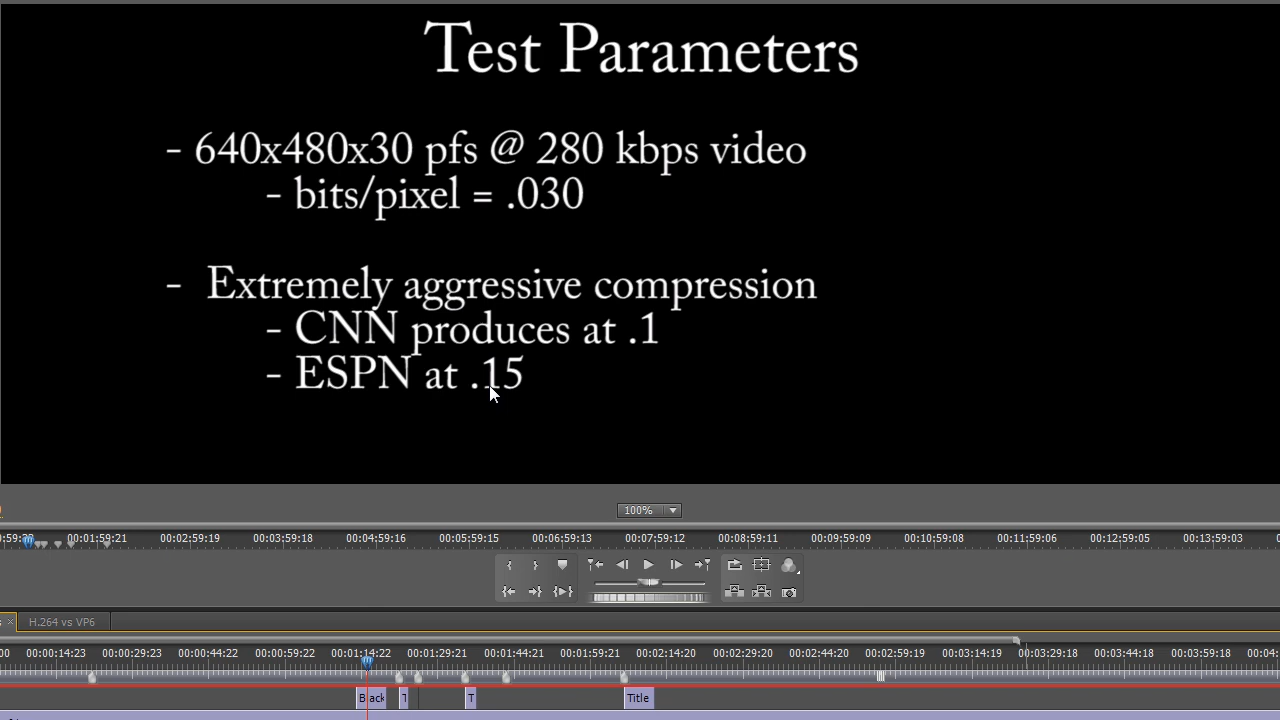 Test Parameters
- 640x480x30 pfs @ 280 kbps video
- bits/pixel = .030
- Extremely aggressive compression
- CNN produces at .1
- ESPN at .15
100%
00:01:59:21 00:02:59:19 00:03:59:18 00:04:59:16 00:05:59:15 00:06:59:13 00:07:59:12 00:08:59:11 00:09:59:09 00:10:59:08 00:11:59:06 00:12:59:05 00:13:59:03
H.264 vs VP6
00 00:00:14:23 00:00:29:23 00:00:44:22 00:00:59:22 00:01:14:22 00:01:29:21 00:01:44:21 00:01:59:21 00:02:14:20 00:02:29:20 00:02:44:20 00:02:59:19 00:03:14:19 00:03:29:18 00:03:44:18 00:03:59:18 00:04:
Black T T Title